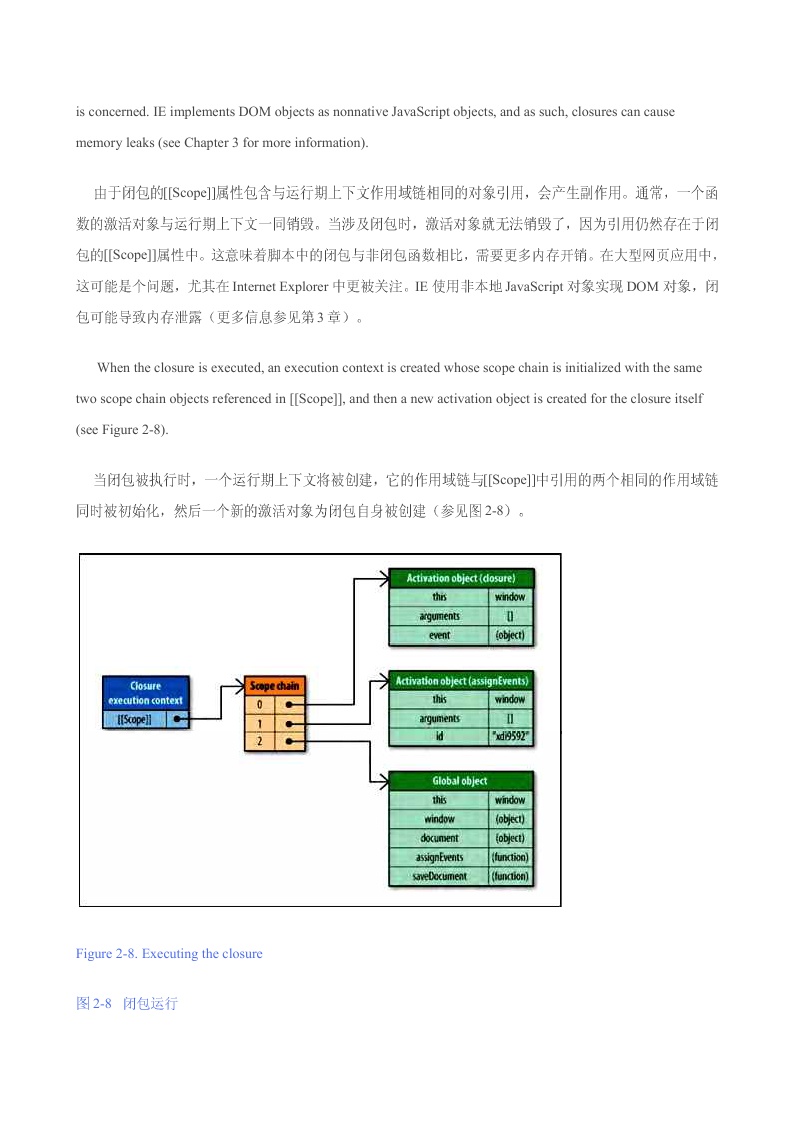 is concerned. IE implements DOM objects as nonnative JavaScript objects, and as such, closures can cause
memory leaks (see Chapter 3 for more information).
由于闭包的[[Scope]]属性包含与运行期上下文作用域链相同的对象引用，会产生副作用。通常，一个函
数的激活对象与运行期上下文一同销毁。当涉及闭包时，激活对象就无法销毁了，因为引用仍然存在于闭
包的[[Scope]]属性中。这意味着脚本中的闭包与非闭包函数相比，需要更多内存开销。在大型网页应用中，
这可能是个问题，尤其在 Internet Explorer 中更被关注。IE 使用非本地 JavaScript 对象实现 DOM 对象，闭
包可能导致内存泄露（更多信息参见第 3 章）。
When the closure is executed, an execution context is created whose scope chain is initialized with the same
two scope chain objects referenced in [[Scope]], and then a new activation object is created for the closure itself
(see Figure 2-8).
当闭包被执行时，一个运行期上下文将被创建，它的作用域链与[[Scope]]中引用的两个相同的作用域链
同时被初始化，然后一个新的激活对象为闭包自身被创建（参见图 2-8）。
Closure
execution context
[[Scope]]
Scope chain
0
1
2
Activation object (closure)
this window
arguments []
event (object)
Activation object (assignEvents)
this window
arguments []
id "xdi9592"
Global object
this window
window (object)
document (object)
assignEvents (function)
saveDocument (function)
Figure 2-8. Executing the closure
图 2-8 闭包运行